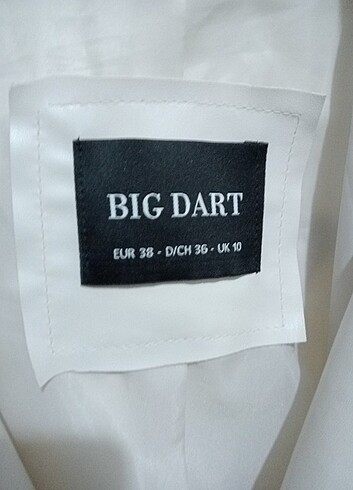 BIG DART
EUR 38 - D/CH 36 - UK 10